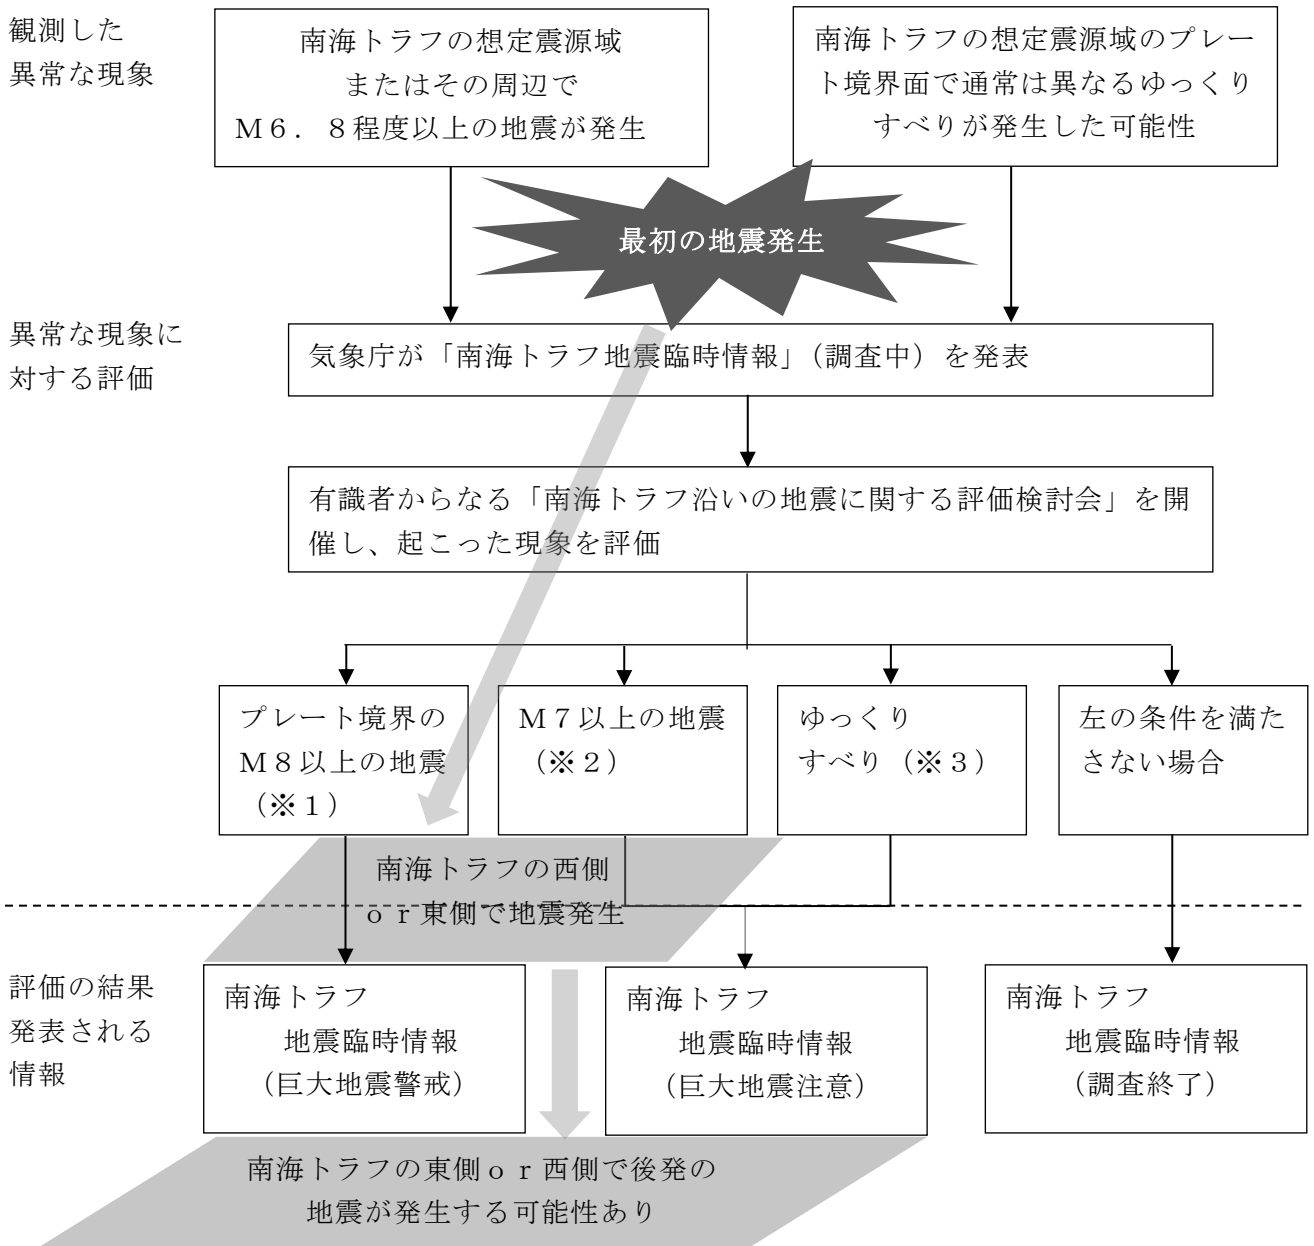 観測した
異常な現象
南海トラフの想定震源域
またはその周辺で
Ｍ６．８程度以上の地震が発生
南海トラフの想定震源域のプレー
ト境界面で通常は異なるゆっくり
すべりが発生した可能性
最初の地震発生
異常な現象に
対する評価
気象庁が「南海トラフ地震臨時情報」（調査中）を発表
有識者からなる「南海トラフ沿いの地震に関する評価検討会」を開
催し、起こった現象を評価
プレート境界の
Ｍ８以上の地震
（※１）
Ｍ７以上の地震
（※２）
ゆっくり
すべり（※３）
左の条件を満た
さない場合
南海トラフの西側
ｏｒ東側で地震発生
評価の結果
発表される
情報
南海トラフ
地震臨時情報
（巨大地震警戒）
南海トラフ
地震臨時情報
（巨大地震注意）
南海トラフ
地震臨時情報
（調査終了）
南海トラフの東側ｏｒ西側で後発の
地震が発生する可能性あり